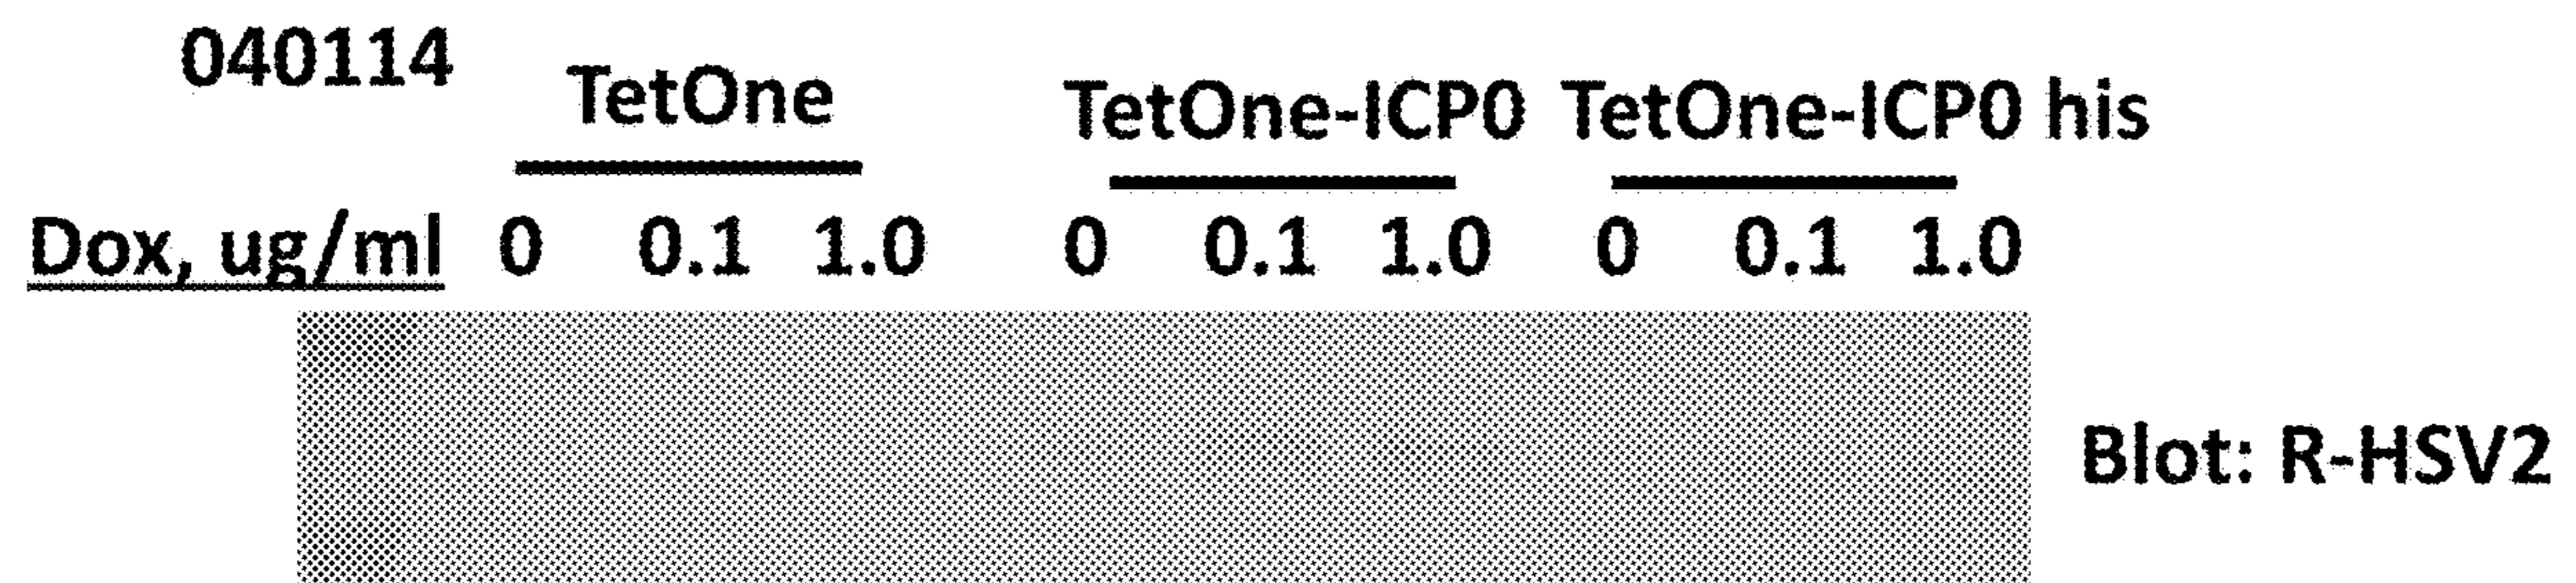 040114
TetOne TetOne-ICP0 TetOne-ICP0 his
Dox, ug/ml 0 0.1 1.0 0 0.1 1.0 0 0.1 1.0
Blot: R-HSV2